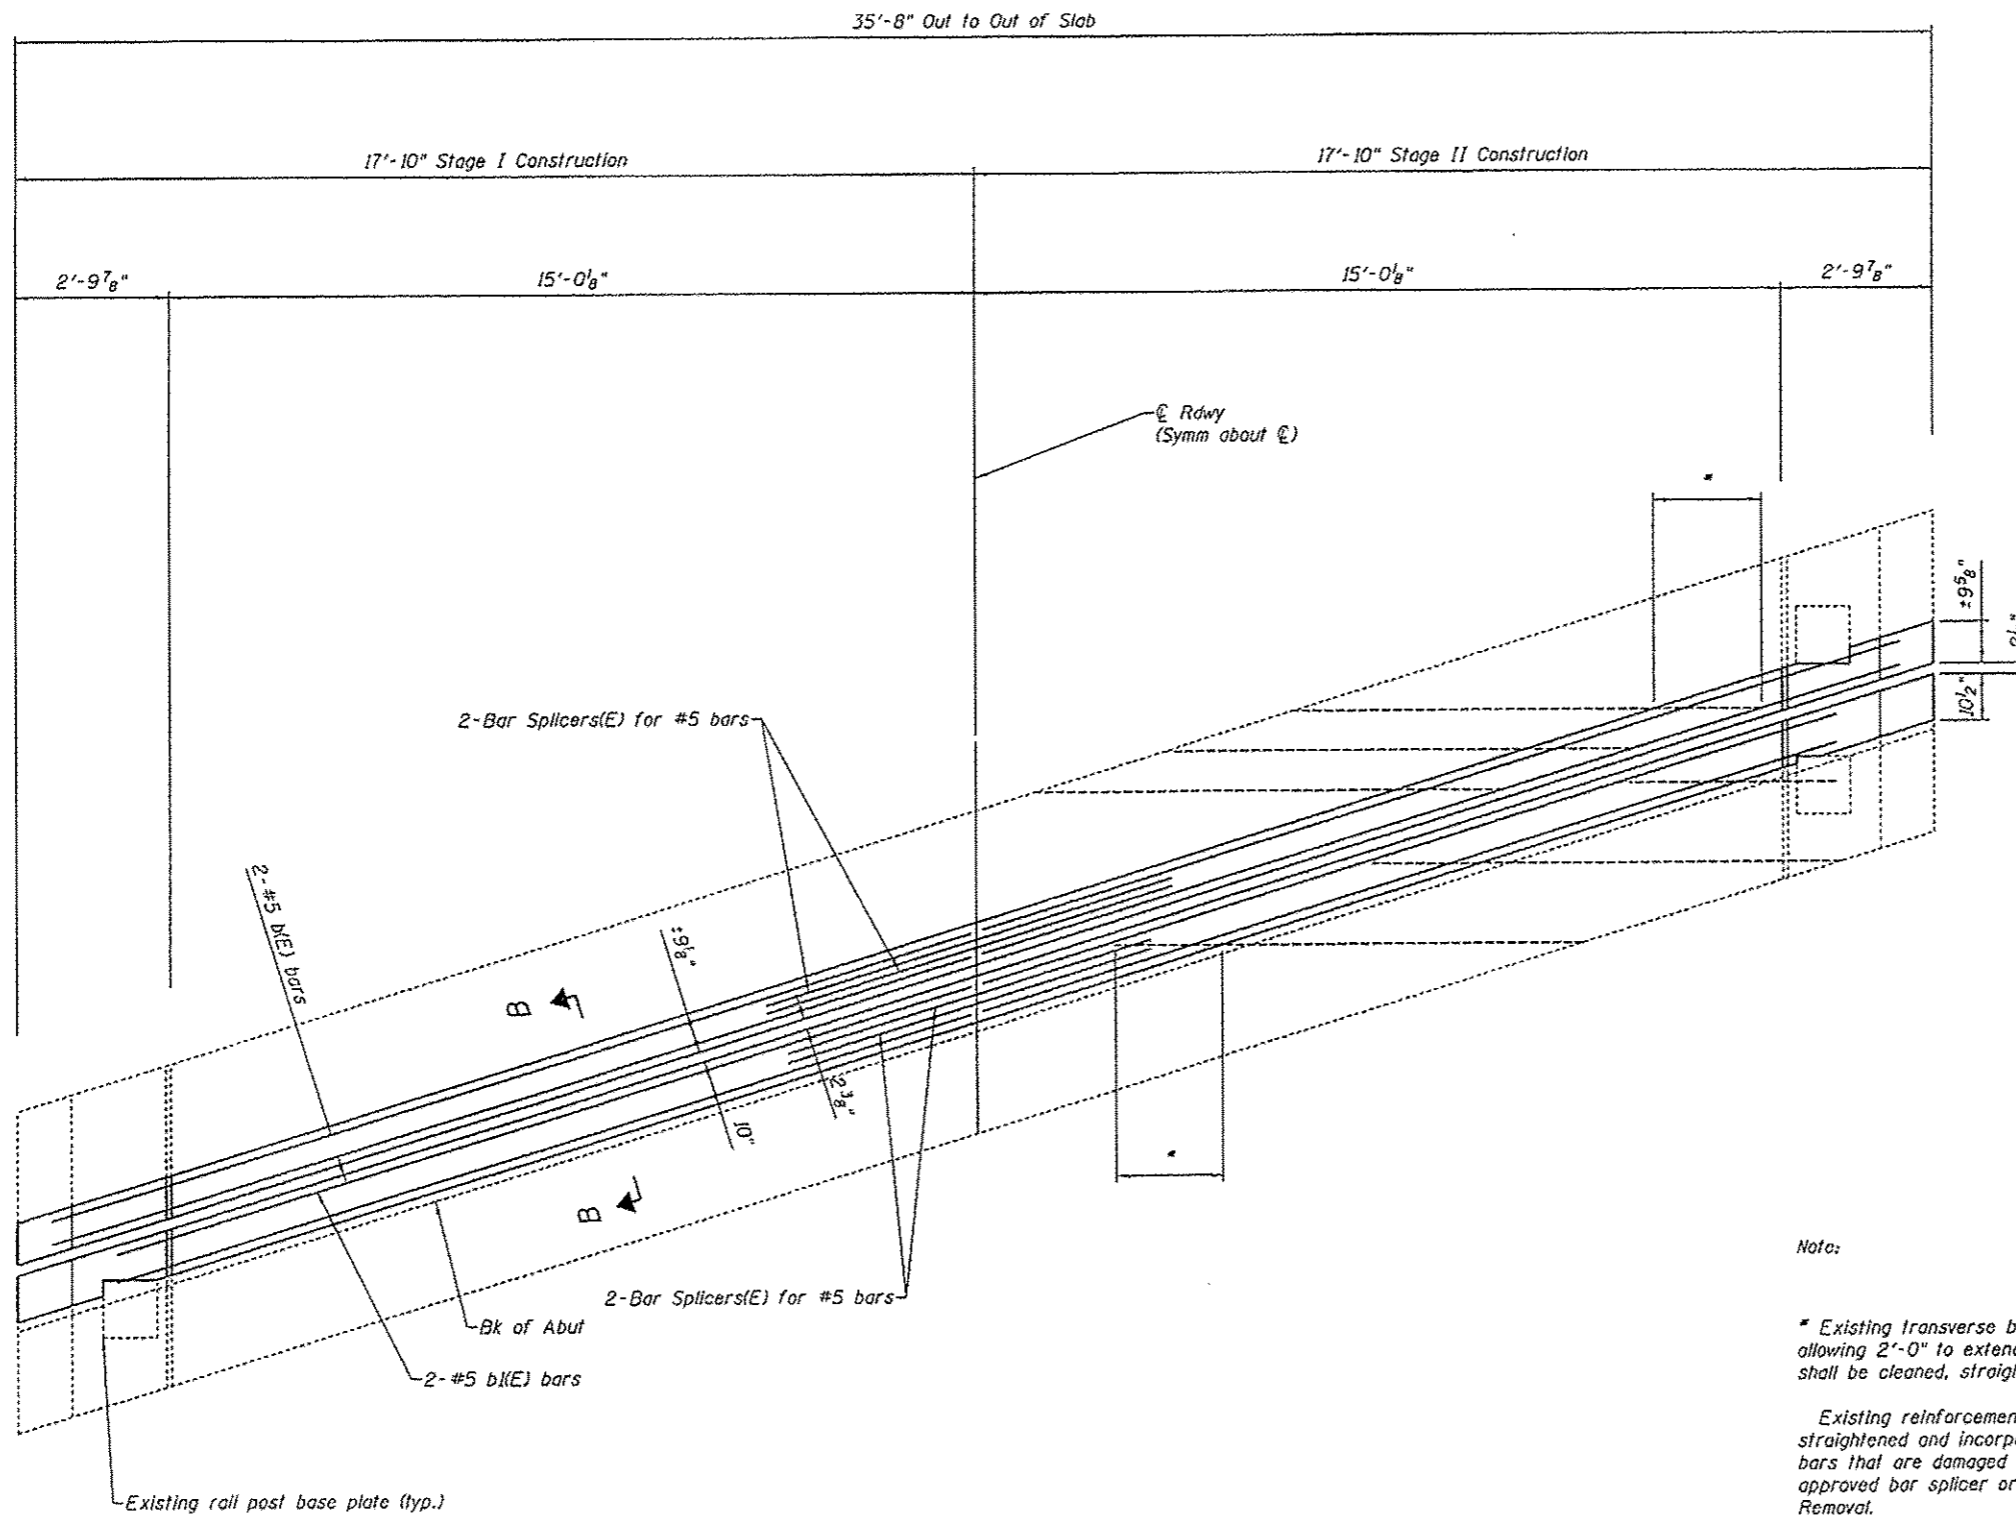 35'-8" Out to Out of Slab
17'-10" Stage I Construction
17'-10" Stage II Construction
2'-9⅞"
15'-0⅛"
15'-0⅛"
2'-9⅞"
℄ Rdwy
(Symm about ℄)
*
±9⅝"
10½"
2-Bar Splicers(E) for #5 bars
2-#5 b(E) bars
±9⅛"
B
2⅜"
10"
*
B
2-Bar Splicers(E) for #5 bars
Bk of Abut
2-#5 b1(E) bars
Existing rail post base plate (typ.)
Note:
* Existing transverse b
allowing 2'-0" to exten
shall be cleaned, straig
Existing reinforcemen
straightened and incorp
bars that are damaged
approved bar splicer or
Removal.